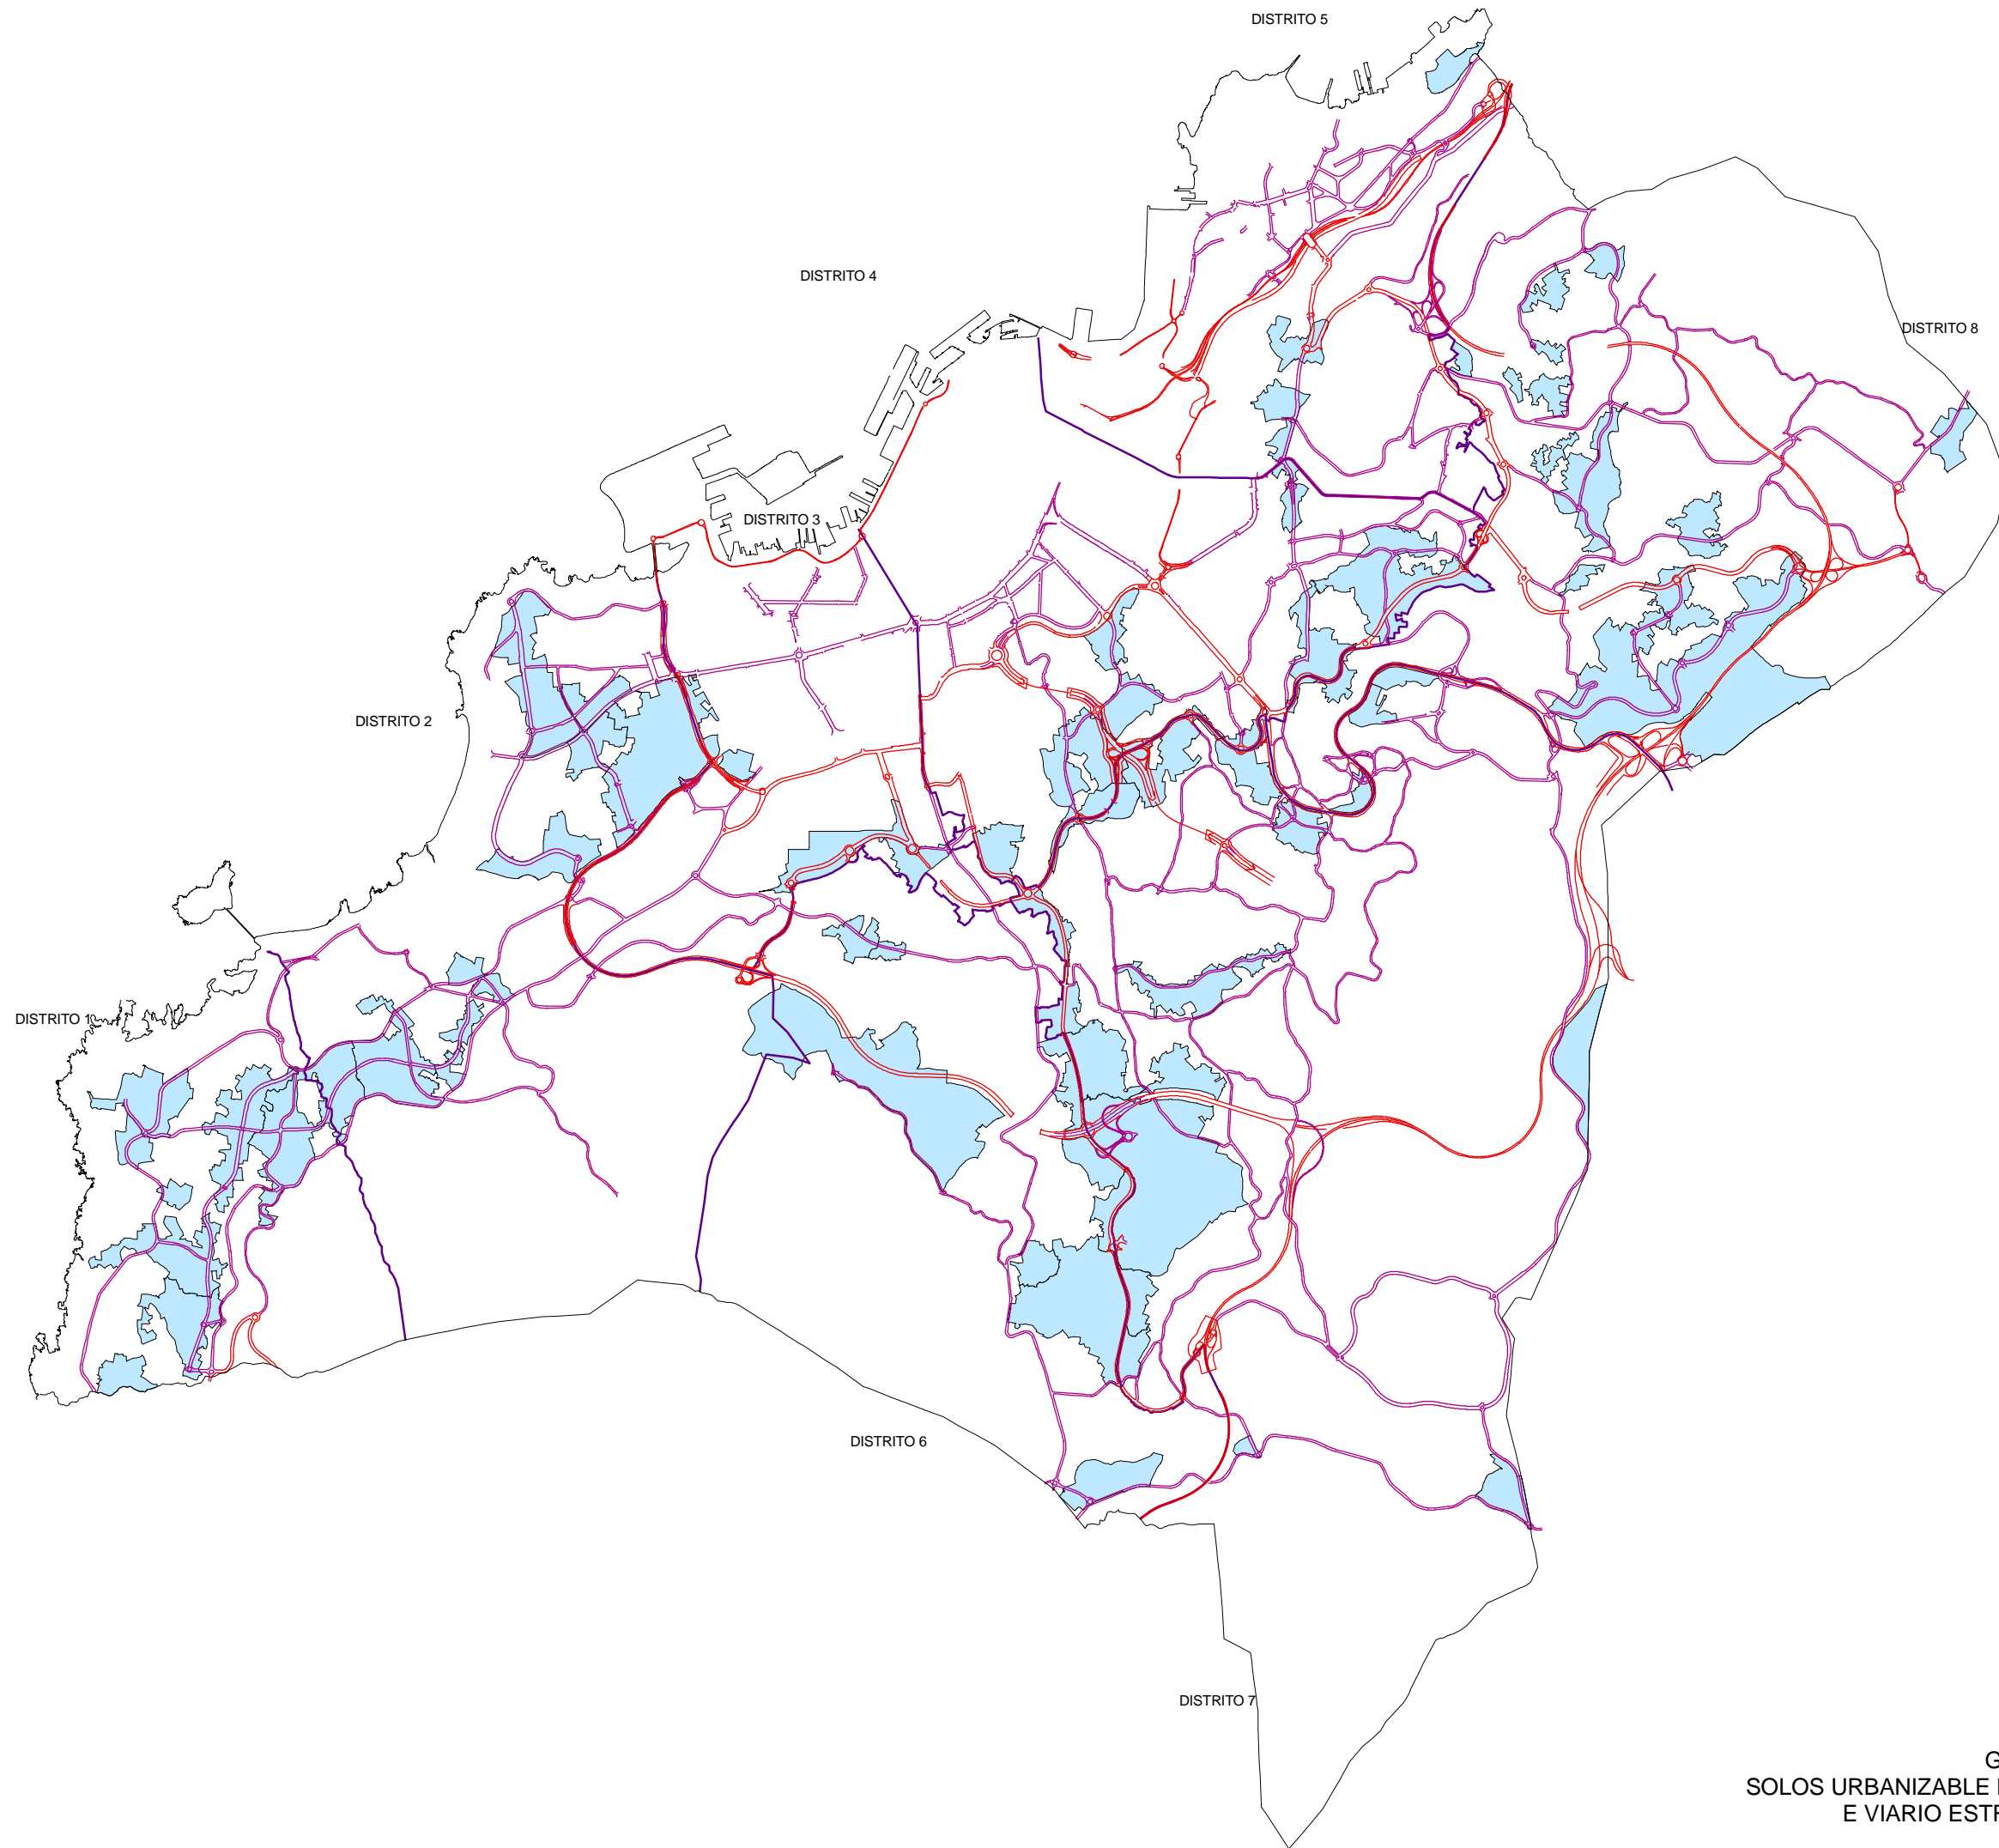 DISTRITO 5
DISTRITO 4
DISTRITO 8
DISTRITO 3
DISTRITO 2
DISTRITO 1
DISTRITO 6
DISTRITO 7
G
SOLOS URBANIZABLE
E VIARIO